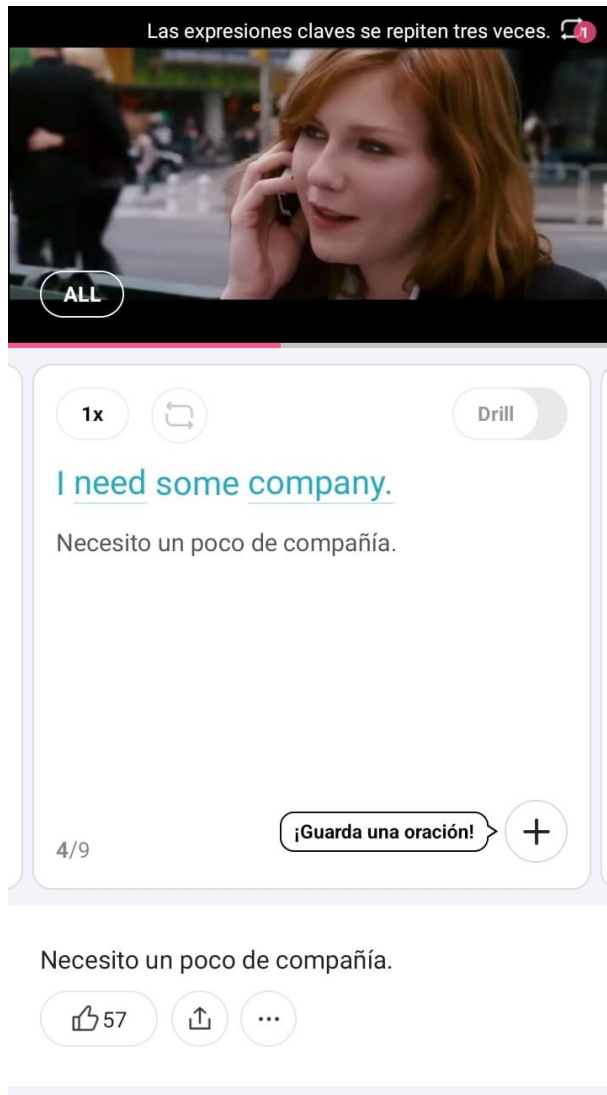 Las expresiones claves se repiten tres veces. 1
ALL
1x
Drill
I need some company.
Necesito un poco de compañía.
¡Guarda una oración!
4/9
Necesito un poco de compañía.
57